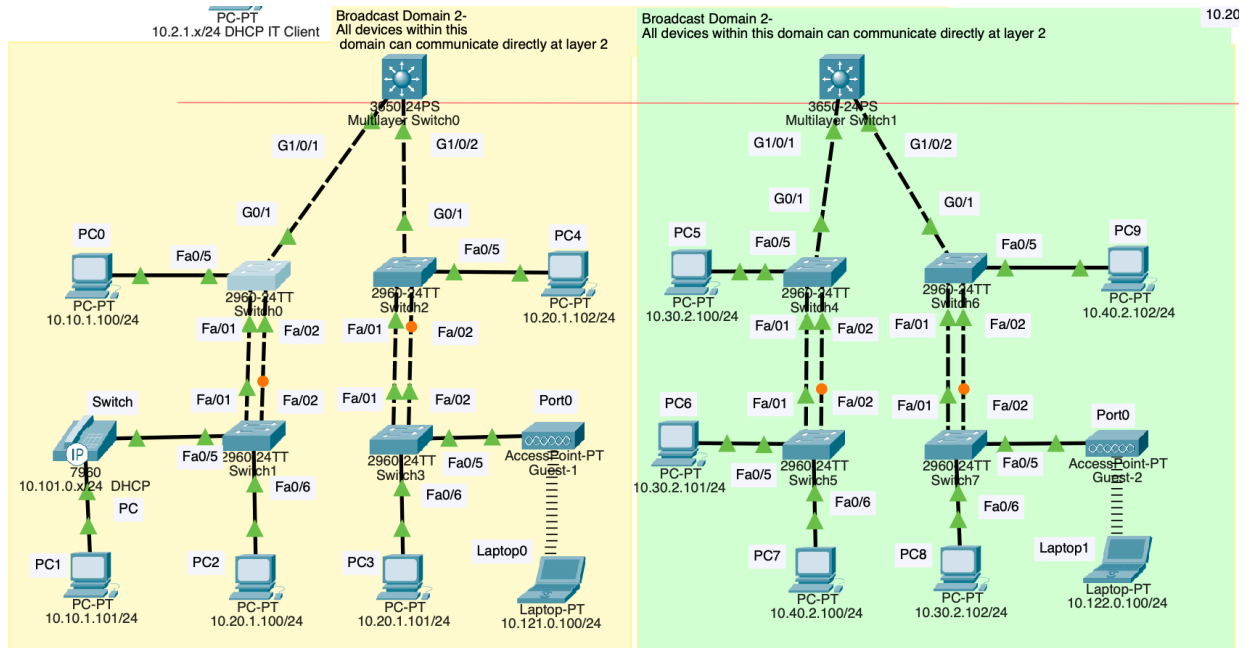 PC-PT
10.2.1.x/24 DHCP IT Client
Broadcast Domain 2-
All devices within this
domain can communicate directly at layer 2
Broadcast Domain 2-
All devices within this domain can communicate directly at layer 2
10.20
3650-24PS
Multilayer Switch0
G1/0/1
G1/0/2
G0/1
G0/1
PC0
Fa0/5
PC-PT
10.10.1.100/24
2960-24TT
Switch0
2960-24TT
Switch2
Fa0/5
PC4
PC-PT
10.20.1.102/24
Fa/01
Fa/02
Fa/01
Fa/02
Fa/01
Fa/02
Fa/01
Fa/02
Switch
IP
7960
10.101.0.x/24 DHCP
Fa0/5
2960-24TT
Switch1
2960-24TT
Switch3
Fa0/5
Port0
AccessPoint-PT
Guest-1
PC
Fa0/6
Fa0/6
PC1
PC-PT
10.10.1.101/24
PC2
PC-PT
10.20.1.100/24
PC3
PC-PT
10.20.1.101/24
Laptop0
Laptop-PT
10.121.0.100/24
3650-24PS
Multilayer Switch1
G1/0/1
G1/0/2
G0/1
G0/1
PC5
Fa0/5
PC-PT
10.30.2.100/24
2960-24TT
Switch4
2960-24TT
Switch6
Fa0/5
PC9
PC-PT
10.40.2.102/24
Fa/01
Fa/02
Fa/01
Fa/02
Fa/01
Fa/02
Fa/01
Fa/02
PC6
PC-PT
10.30.2.101/24
Fa0/5
2960-24TT
Switch5
2960-24TT
Switch7
Fa0/5
Port0
AccessPoint-PT
Guest-2
Fa0/6
Fa0/6
PC7
PC-PT
10.40.2.100/24
PC8
PC-PT
10.30.2.102/24
Laptop1
Laptop-PT
10.122.0.100/24